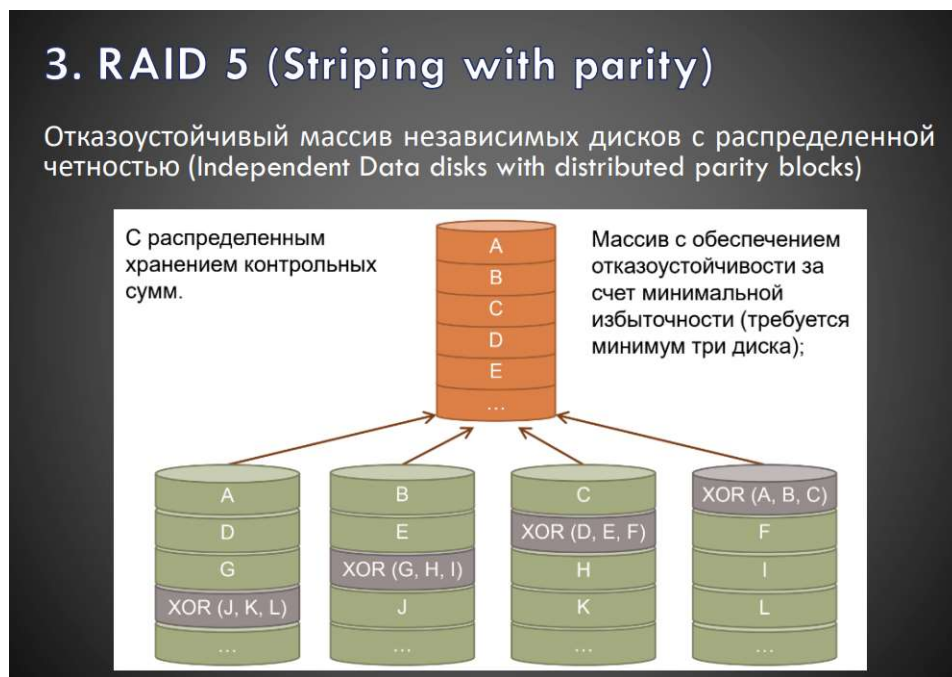 3. RAID 5 (Striping with parity)
Отказоустойчивый массив независимых дисков с распределенной
четностью (Independent Data disks with distributed parity blocks)
С распределенным
хранением контрольных
сумм.
Массив с обеспечением
отказоустойчивости за
счет минимальной
избыточности (требуется
минимум три диска);
A
B
C
D
E
...
A
D
G
XOR (J, K, L)
...
B
E
XOR (G, H, I)
J
...
C
XOR (D, E, F)
H
K
...
XOR (A, B, C)
F
I
L
...